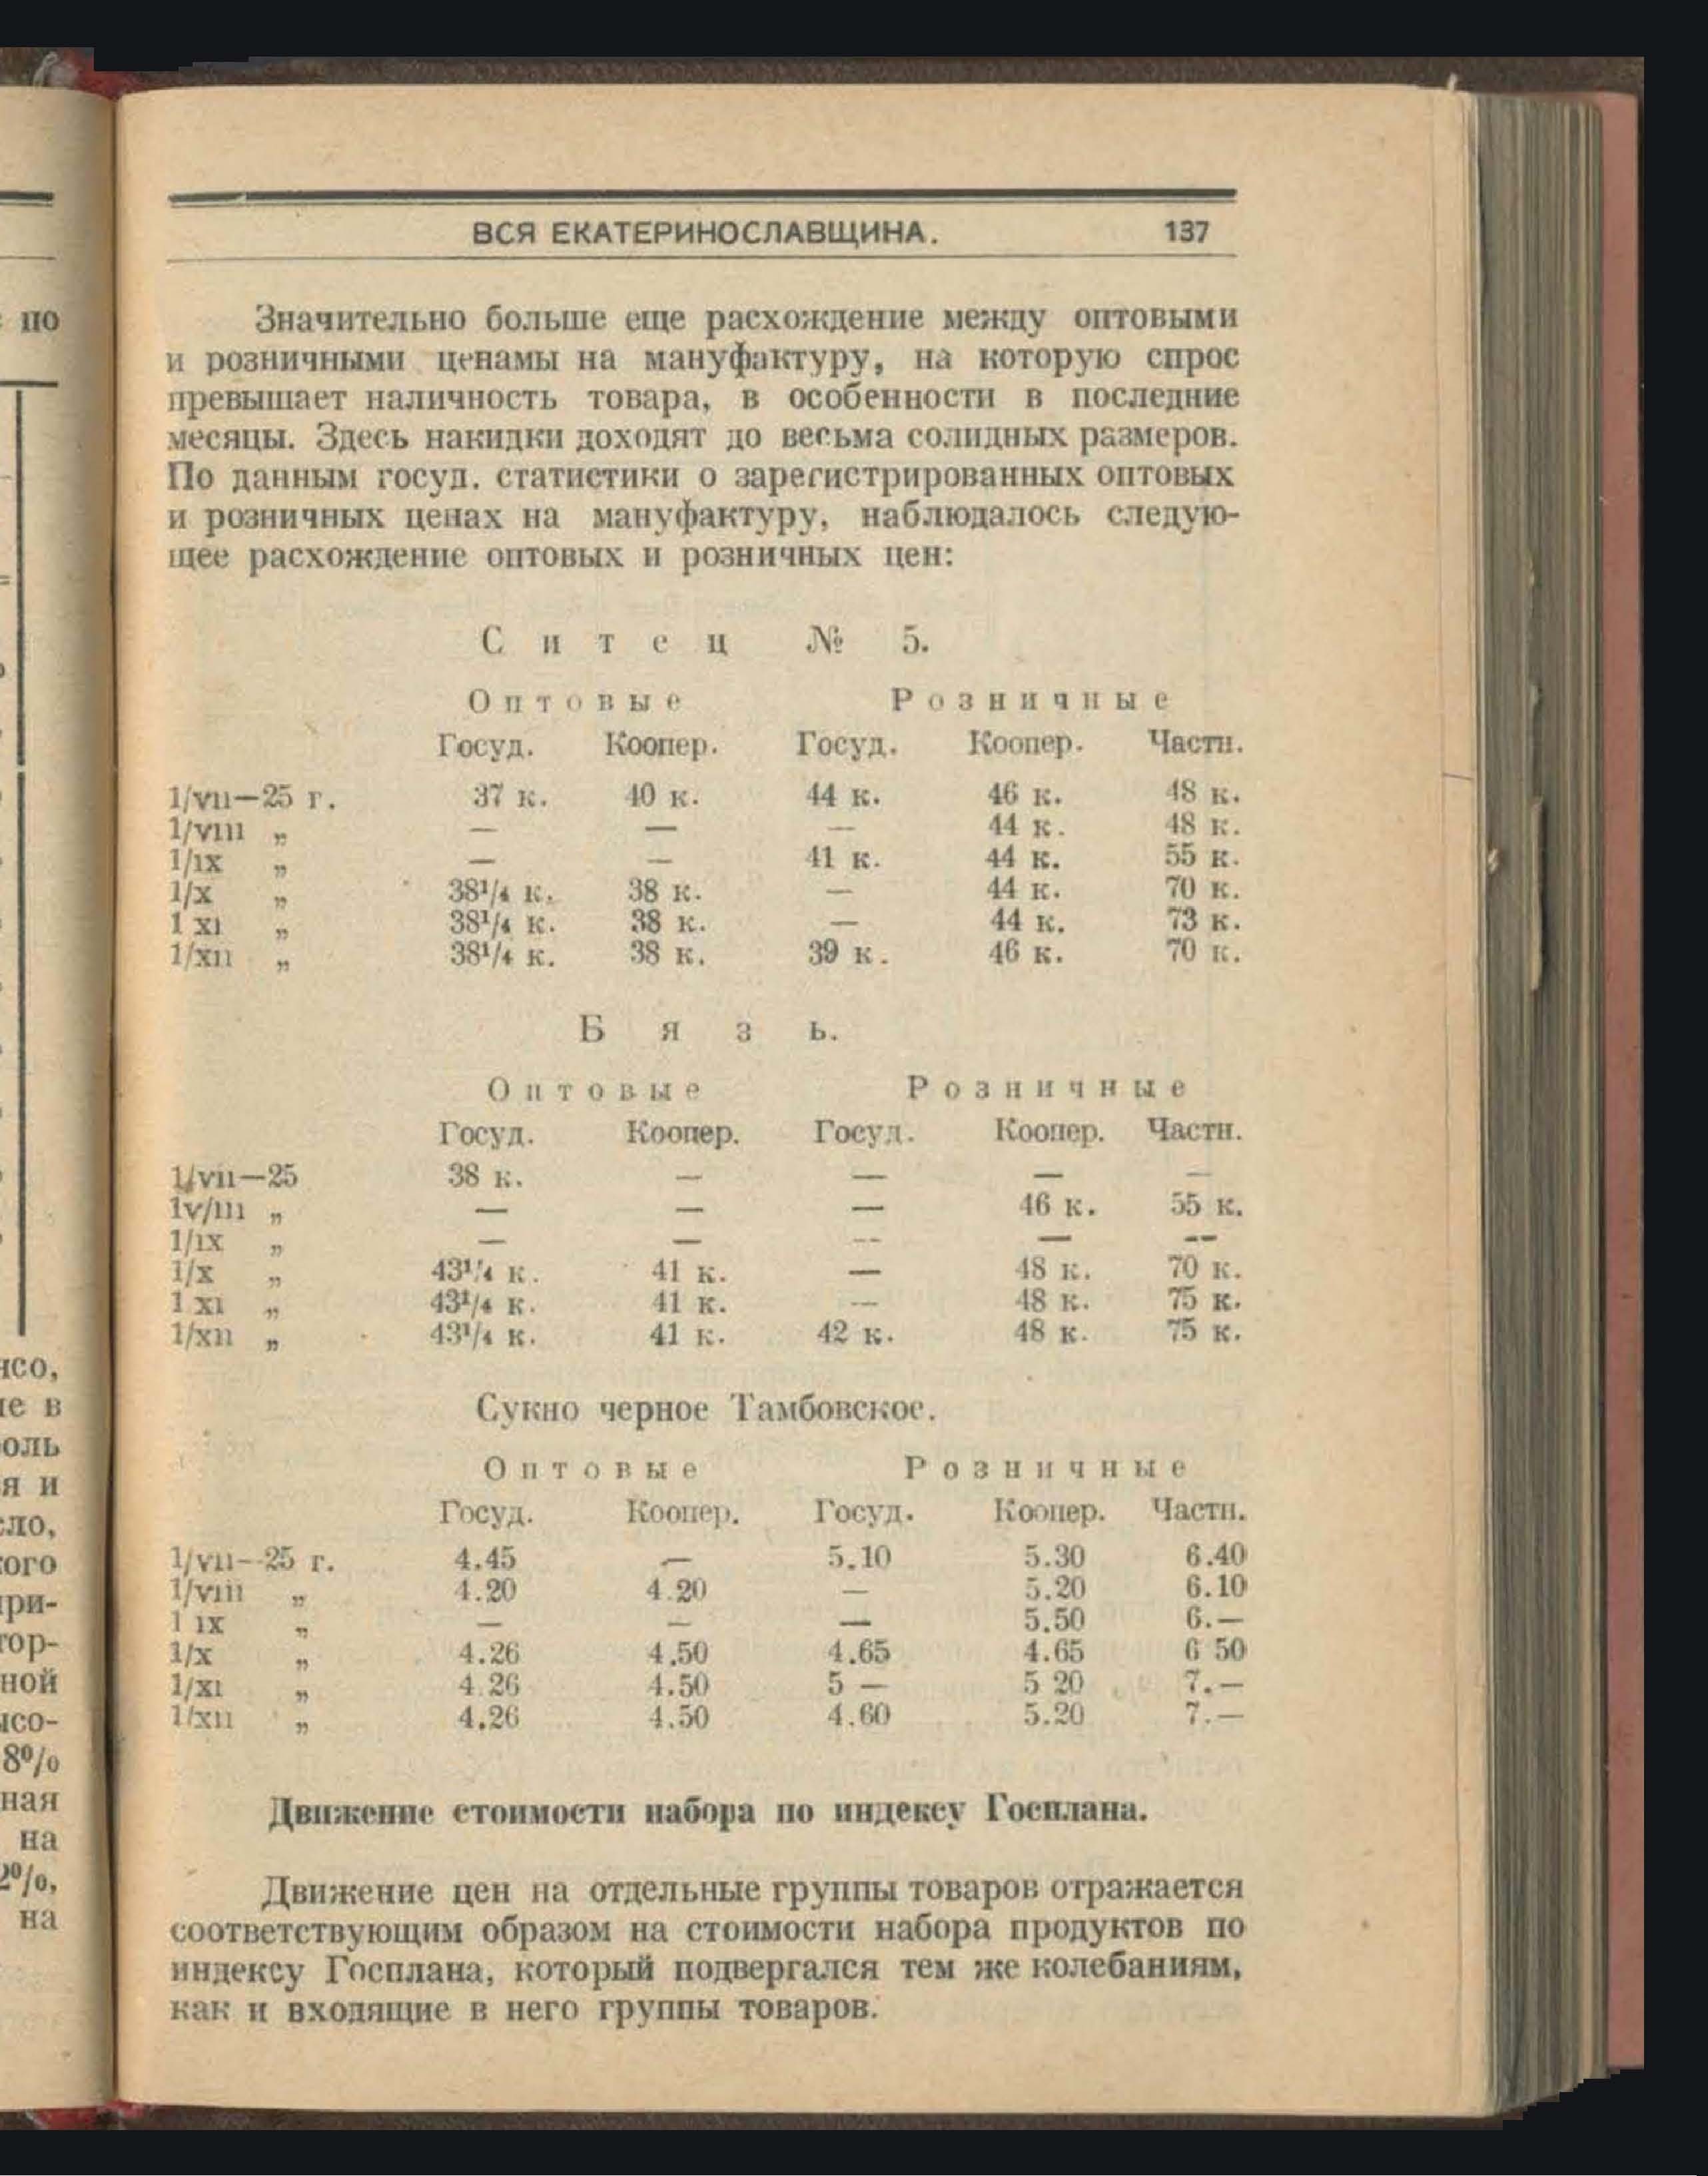 ВСЯ ЕКАТЕРИНОСЛАВЩИНА. 137
Значительно больше еще расхождение между оптовыми
и розничными ценамы на мануфактуру, на которую спрос
превышает наличность товара, в особенности в последние
месяцы. Здесь накидки доходят до весьма солидных размеров.
По данным госуд. статистики о зарегистрированных оптовых
и розничных ценах на мануфактуру, наблюдалось следую-
щее расхождение оптовых и розничных цен:
Ситец № 5.
Оптовые Розничные
Госуд. Коопер. Госуд. Коопер. Частн.
1/VII—25 г. 37 к. 40 к. 44 к. 46 к. 48 к.
1/VIII „ — — — 44 к. 48 к.
1/IX „ — — 41 к. 44 к. 55 к.
1/X „ 38¹/₄ к. 38 к. — 44 к. 70 к.
1 XI „ 38¹/₄ к. 38 к. — 44 к. 73 к.
1/XII „ 38¹/₄ к. 38 к. 39 к. 46 к. 70 к.
Бязь.
Оптовые Розничные
Госуд. Коопер. Госуд. Коопер. Частн.
1/VII—25 38 к. — — — —
1V/III „ — — — 46 к. 55 к.
1/IX „ — — — — —
1/X „ 43¹/₄ к. 41 к. — 48 к. 70 к.
1 XI „ 43¹/₄ к. 41 к. — 48 к. 75 к.
1/XII „ 43¹/₄ к. 41 к. 42 к. 48 к. 75 к.
Сукно черное Тамбовское.
Оптовые Розничные
Госуд. Коопер. Госуд. Коопер. Частн.
1/VII—25 г. 4.45 — 5.10 5.30 6.40
1/VIII „ 4.20 4.20 — 5.20 6.10
1 IX „ — — — 5.50 6.—
1/X „ 4.26 4.50 4.65 4.65 6 50
1/XI „ 4.26 4.50 5 — 5 20 7.—
1/XII „ 4.26 4.50 4.60 5.20 7.—
Движение стоимости набора по индексу Госплана.
Движение цен на отдельные группы товаров отражается
соответствующим образом на стоимости набора продуктов по
индексу Госплана, который подвергался тем же колебаниям,
как и входящие в него группы товаров.